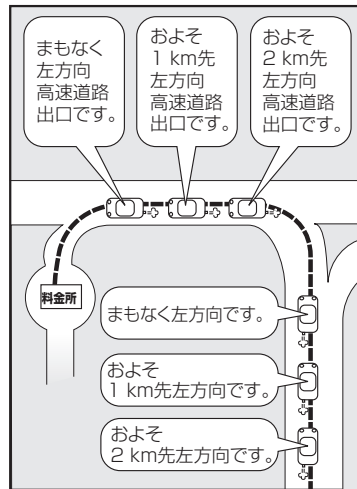 まもなく
左方向
高速道路
出口です。
およそ
1 km先
左方向
高速道路
出口です。
およそ
2 km先
左方向
高速道路
出口です。
料金所
まもなく左方向です。
およそ
1 km先左方向です。
およそ
2 km先左方向です。